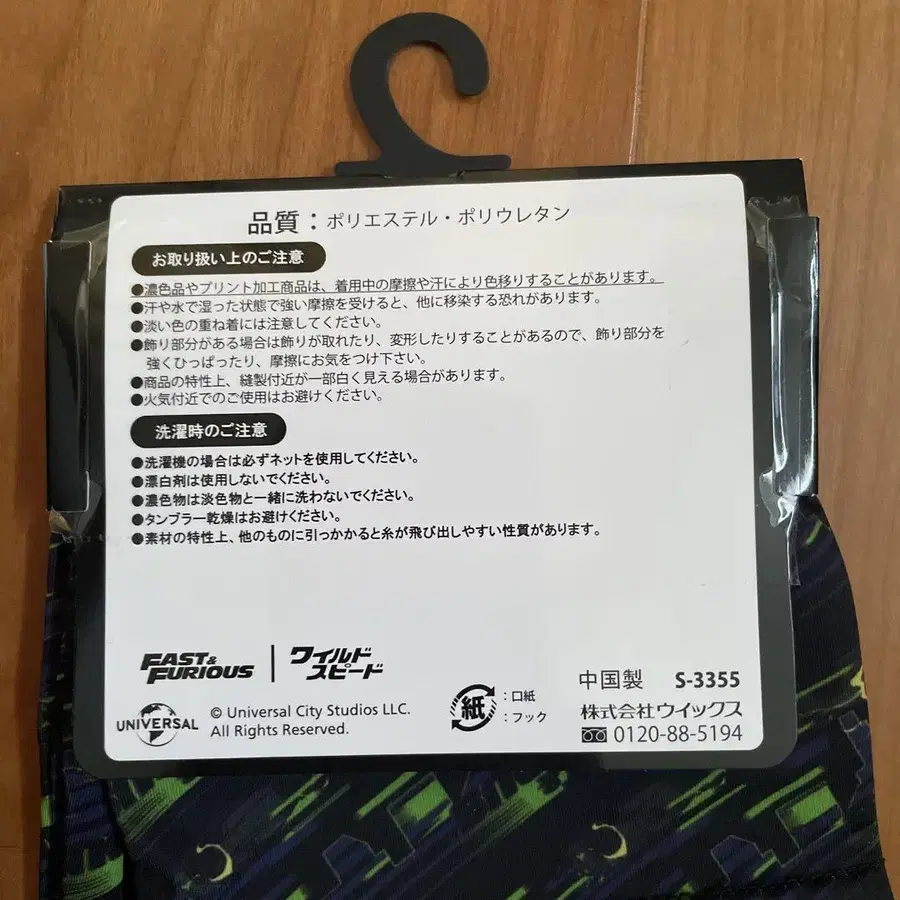 品質：ポリエステル・ポリウレタン
お取り扱い上のご注意
●濃色品やプリント加工商品は、着用中の摩擦や汗により色移りすることがあります。
●汗や水で湿った状態で強い摩擦を受けると、他に移染する恐れがあります。
●淡い色の重ね着には注意してください。
●飾り部分がある場合は飾りが取れたり、変形したりすることがあるので、飾り部分を
強くひっぱったり、摩擦にお気をつけ下さい。
●商品の特性上、縫製付近が一部白く見える場合があります。
●火気付近でのご使用はお避けください。
洗濯時のご注意
●洗濯機の場合は必ずネットを使用してください。
●漂白剤は使用しないでください。
●濃色物は淡色物と一緒に洗わないでください。
●タンブラー乾燥はお避けください。
●素材の特性上、他のものに引っかかると糸が飛び出しやすい性質があります。
FAST & FURIOUS | ワイルド スピード
UNIVERSAL
© Universal City Studios LLC.
All Rights Reserved.
紙
：口紙
：フック
中国製 S-3355
株式会社ウイックス
0120-88-5194